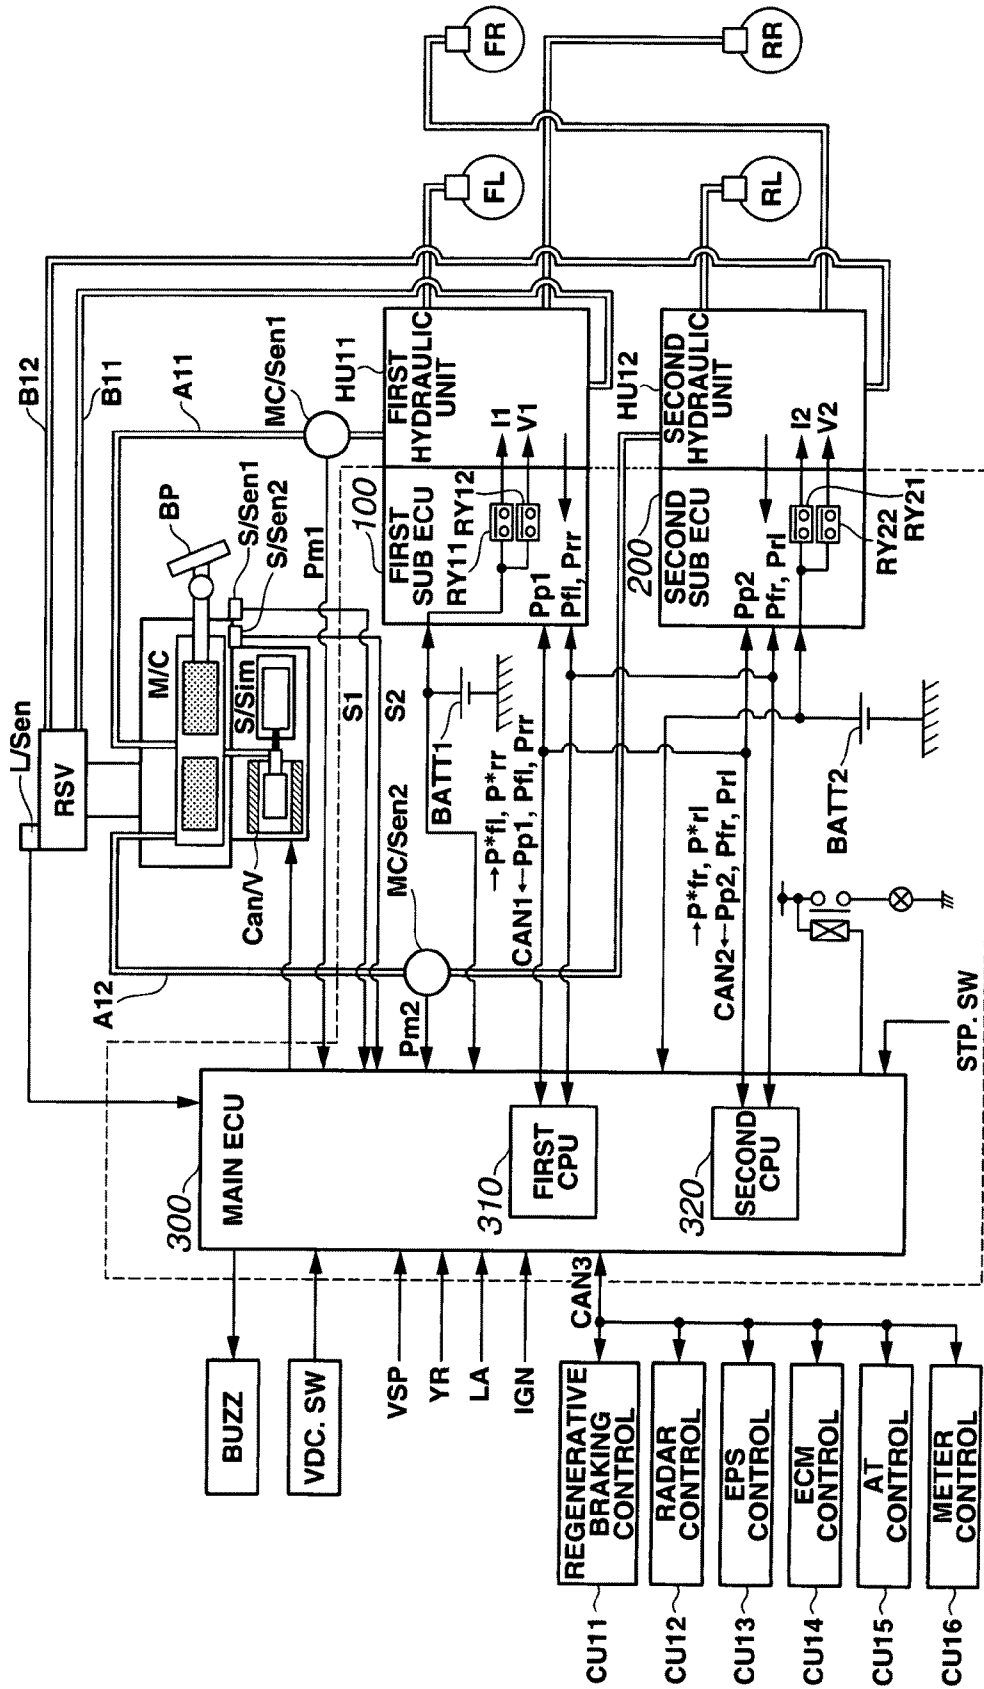 BUZZ
VDC. SW
VSP
YR
LA
IGN
CAN3
REGENERATIVE
BRAKING
CONTROL
CU11
RADAR
CONTROL
CU12
EPS
CONTROL
CU13
ECM
CONTROL
CU14
AT
CONTROL
CU15
METER
CONTROL
CU16
300
MAIN ECU
310
FIRST
CPU
320
SECOND
CPU
STP. SW
L/Sen
RSV
A12
Can/V
M/C
S/Sim
BP
S/Sen1
S/Sen2
Pm1
S1
S2
Pm2
MC/Sen2
B12
B11
A11
MC/Sen1
BATT1
→P*fl, P*rr
CAN1←Pp1, Pfl, Prr
→P*fr, P*rl
CAN2←Pp2, Pfr, Prl
BATT2
100
FIRST
SUB ECU
RY11
RY12
Pp1
Pfl, Prr
HU11
FIRST
HYDRAULIC
UNIT
I1
V1
200
SECOND
SUB ECU
Pp2
Pfr, Prl
RY22
RY21
HU12
SECOND
HYDRAULIC
UNIT
I2
V2
FL
FR
RL
RR